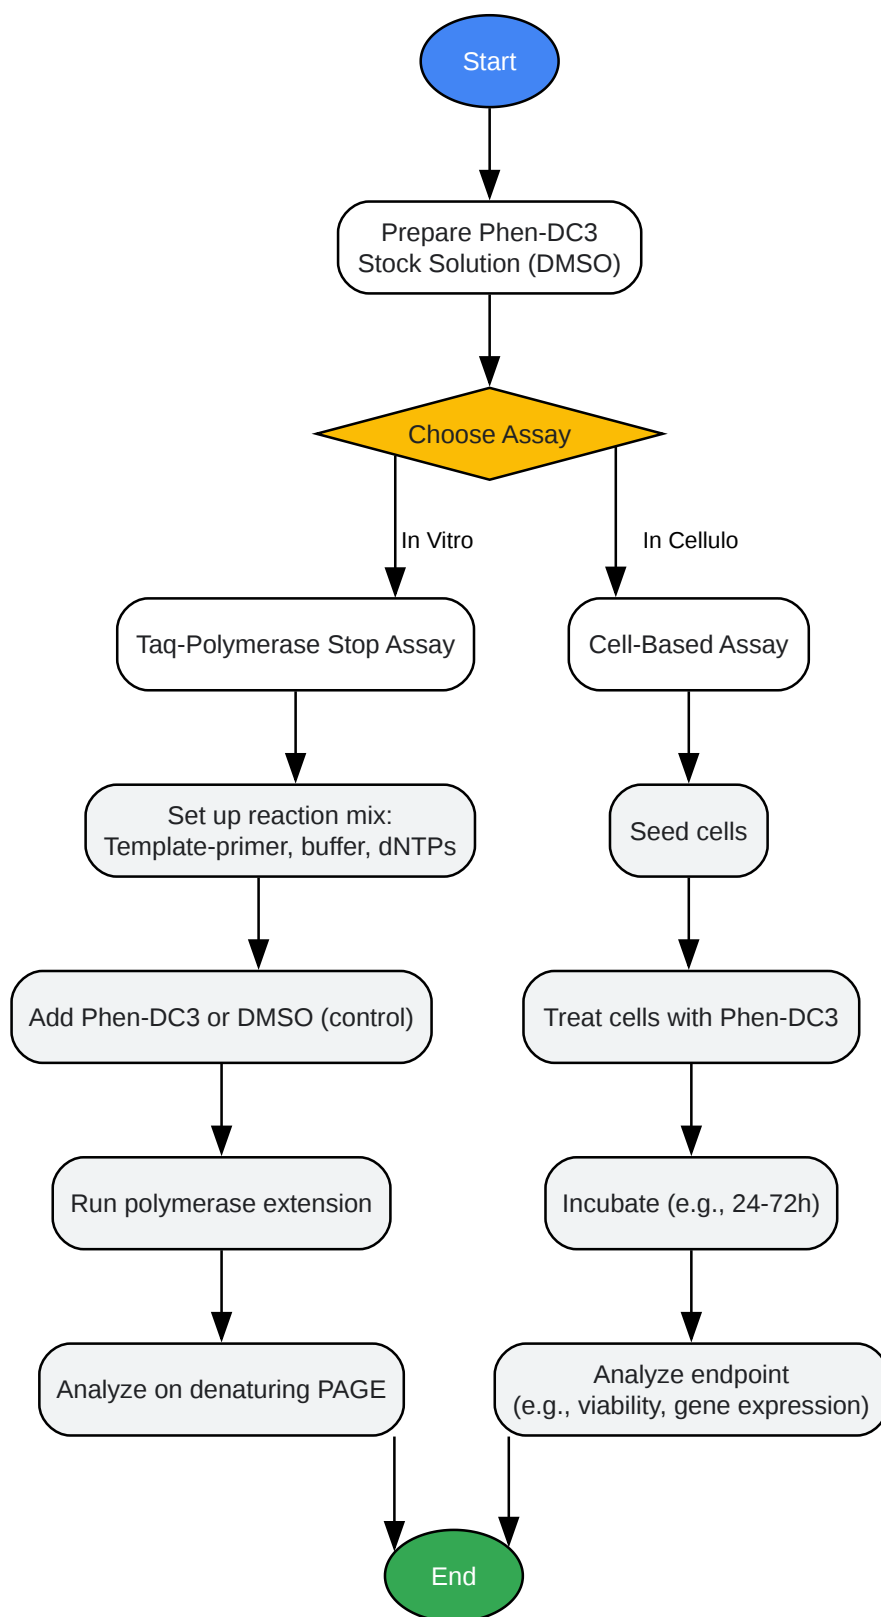 Start
Prepare Phen-DC3
Stock Solution (DMSO)
Choose Assay
In Vitro
In Cellulo
Taq-Polymerase Stop Assay
Cell-Based Assay
Set up reaction mix:
Template-primer, buffer, dNTPs
Seed cells
Add Phen-DC3 or DMSO (control)
Treat cells with Phen-DC3
Run polymerase extension
Incubate (e.g., 24-72h)
Analyze on denaturing PAGE
Analyze endpoint
(e.g., viability, gene expression)
End